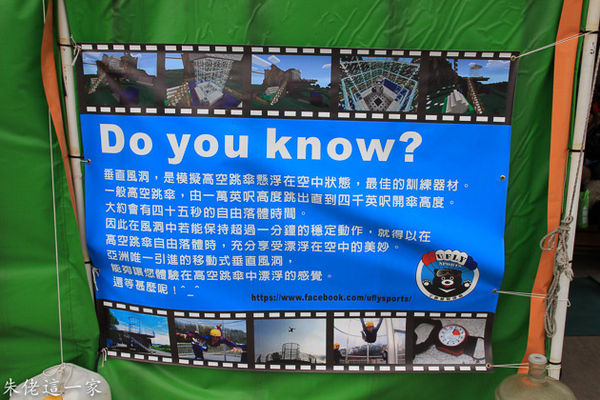 Do you know?
垂直風洞，是模擬高空跳傘懸浮在空中狀態，最佳的訓練器材。
一般高空跳傘，由一萬英呎高度跳出直到四千英呎開傘高度。
大約會有四十五秒的自由落體時間。
因此在風洞中若能保持超過一分鐘的穩定動作，就得以在
高空跳傘自由落體時，充分享受漂浮在空中的美妙。
亞洲唯一引進的移動式垂直風洞，
能夠讓您體驗在高空跳傘中漂浮的感覺。
還等甚麼呢！^_^
https://www.facebook.com/uflysports/
UFLY
SPORTS
朱佬這一家